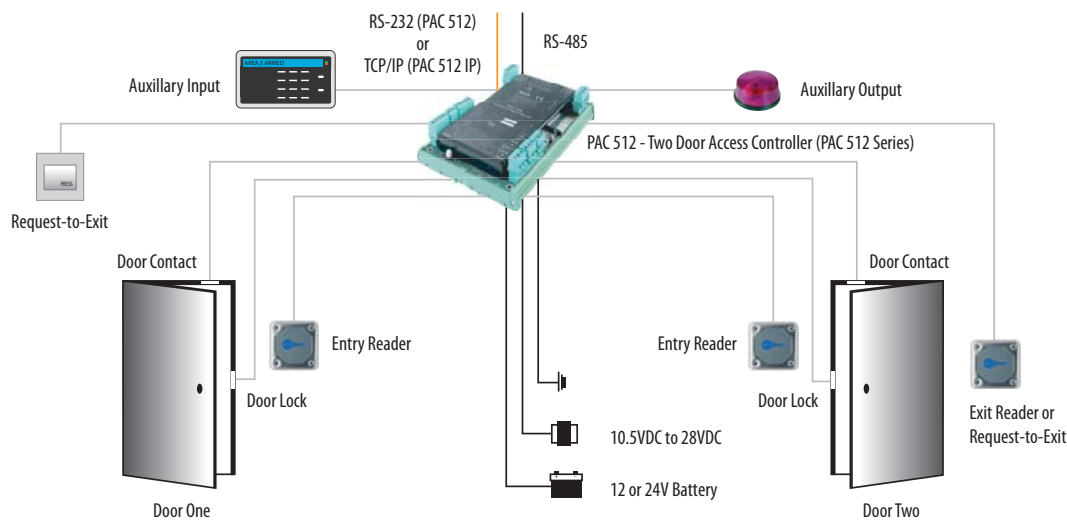 RS-232 (PAC 512)
or
TCP/IP (PAC 512 IP)
RS-485
AREA 3 ARMED
Auxillary Input
Auxillary Output
PAC 512 - Two Door Access Controller (PAC 512 Series)
PRESS
Request-to-Exit
Door Contact
Door Contact
Entry Reader
Entry Reader
Door Lock
Door Lock
Exit Reader or
Request-to-Exit
10.5VDC to 28VDC
12 or 24V Battery
Door One
Door Two